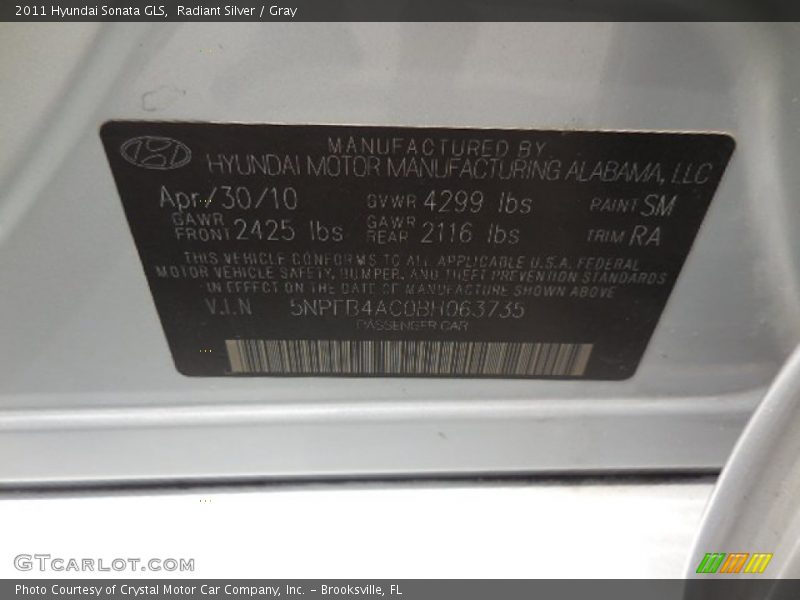 2011 Hyundai Sonata GLS,  Radiant Silver / Gray
MANUFACTURED BY
HYUNDAI MOTOR MANUFACTURING ALABAMA, LLC
Apr/30/10 GVWR 4299 lbs PAINT SM
GAWR FRONT 2425 lbs GAWR REAR 2116 lbs TRIM RA
THIS VEHICLE CONFORMS TO ALL APPLICABLE U.S.A. FEDERAL
MOTOR VEHICLE SAFETY, BUMPER, AND THEFT PREVENTION STANDARDS
IN EFFECT ON THE DATE OF MANUFACTURE SHOWN ABOVE
V.I.N 5NPEB4AC0BH063735
PASSENGER CAR
GTCarLot.com
Photo Courtesy of Crystal Motor Car Company, Inc. – Brooksville, FL